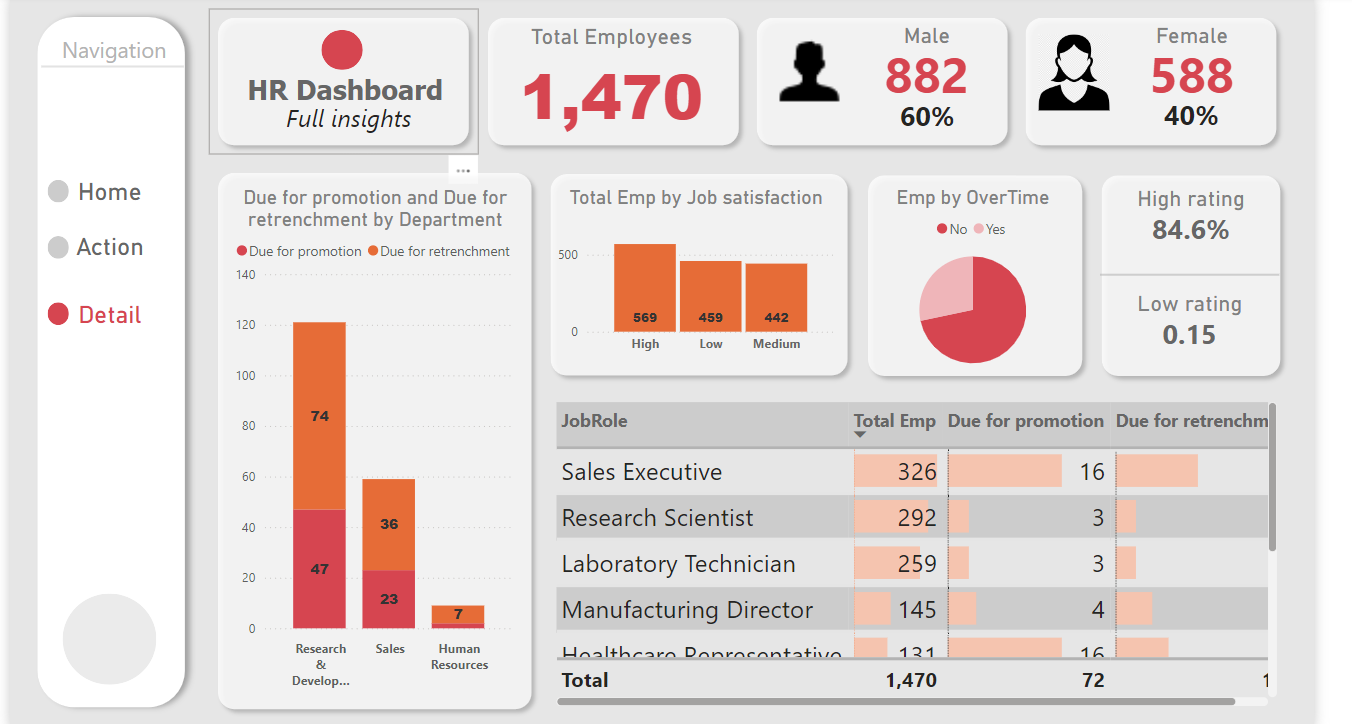 Navigation
Home
Action
Detail
HR Dashboard
Full insights
Total Employees
1,470
Male
882
60%
Female
588
40%
Due for promotion and Due for
retrenchment by Department
Due for promotion Due for retrenchment
140
120
100
80
60
40
20
0
74
47
36
23
7
Research
&
Develop...
Sales
Human
Resources
Total Emp by Job satisfaction
500
0
569 459 442
High Low Medium
Emp by OverTime
No Yes
High rating
84.6%
Low rating
0.15
JobRole Total Emp Due for promotion Due for retrenchm
Sales Executive 326 16
Research Scientist 292 3
Laboratory Technician 259 3
Manufacturing Director 145 4
Healthcare Representative 131 16
Total 1,470 72 1